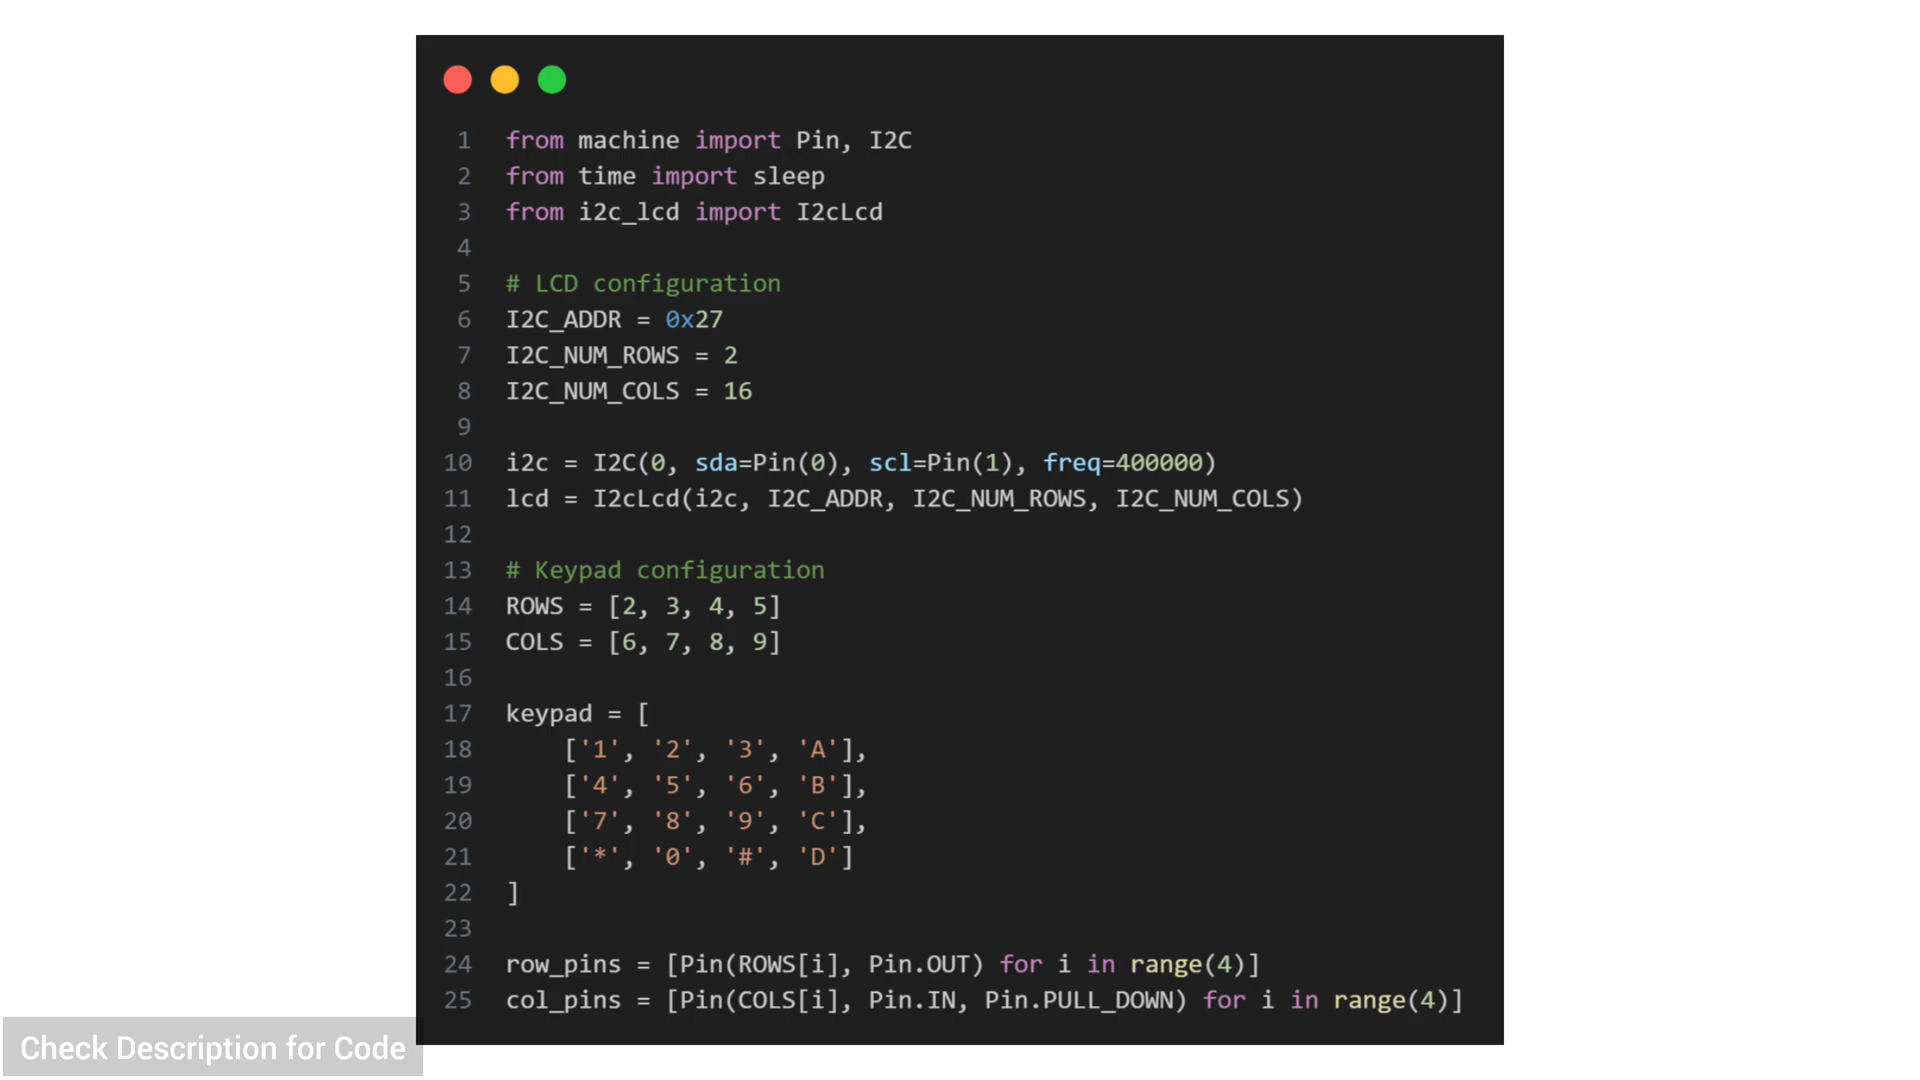 1 from machine import Pin, I2C
2 from time import sleep
3 from i2c_lcd import I2cLcd
4
5 # LCD configuration
6 I2C_ADDR = 0x27
7 I2C_NUM_ROWS = 2
8 I2C_NUM_COLS = 16
9
10 i2c = I2C(0, sda=Pin(0), scl=Pin(1), freq=400000)
11 lcd = I2cLcd(i2c, I2C_ADDR, I2C_NUM_ROWS, I2C_NUM_COLS)
12
13 # Keypad configuration
14 ROWS = [2, 3, 4, 5]
15 COLS = [6, 7, 8, 9]
16
17 keypad = [
18     ['1', '2', '3', 'A'],
19     ['4', '5', '6', 'B'],
20     ['7', '8', '9', 'C'],
21     ['*', '0', '#', 'D']
22 ]
23
24 row_pins = [Pin(ROWS[i], Pin.OUT) for i in range(4)]
25 col_pins = [Pin(COLS[i], Pin.IN, Pin.PULL_DOWN) for i in range(4)]
Check Description for Code